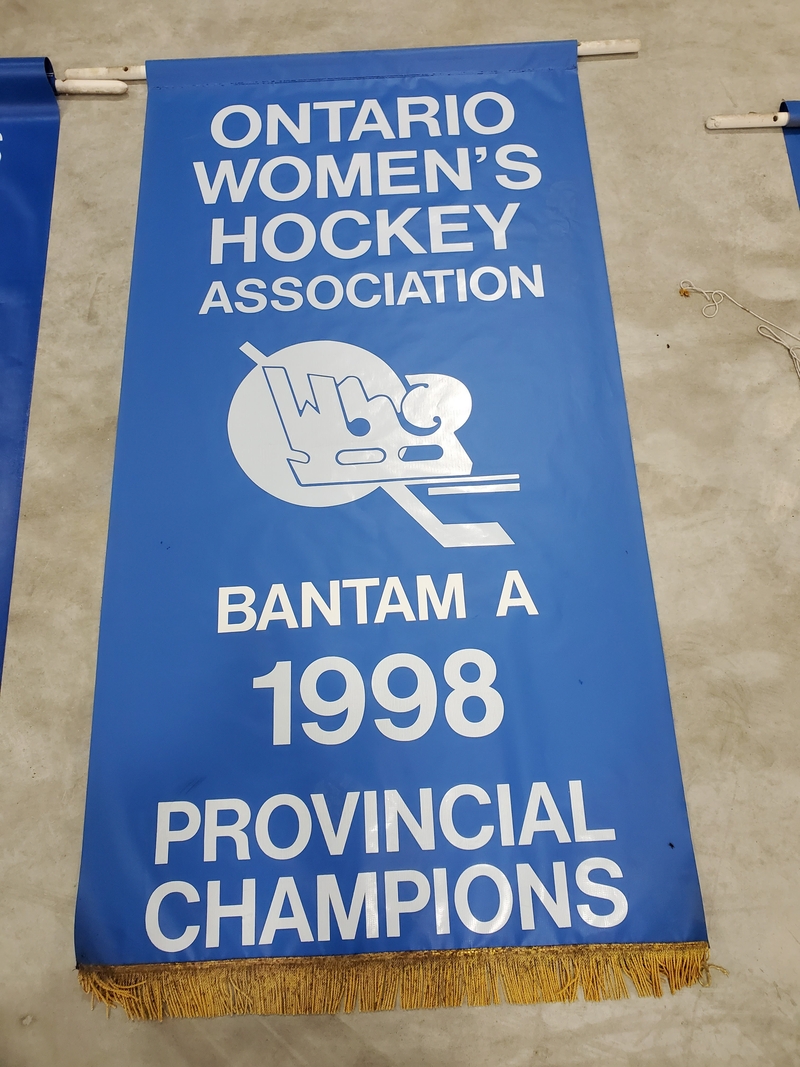 ONTARIO
WOMEN'S
HOCKEY
ASSOCIATION
BANTAM A
1998
PROVINCIAL
CHAMPIONS